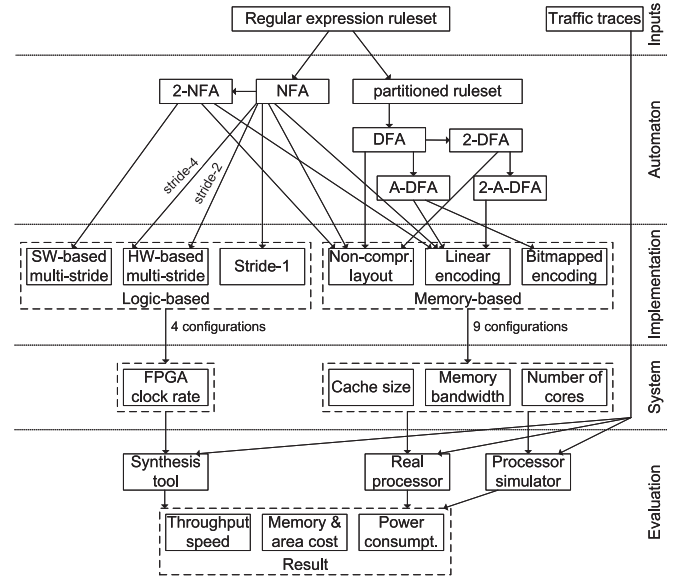 Regular expression ruleset
Traffic traces
Inputs
2-NFA
NFA
partitioned ruleset
DFA
2-DFA
A-DFA
2-A-DFA
stride-4
stride-2
Automaton
SW-based
multi-stride
HW-based
multi-stride
Stride-1
Logic-based
Non-compr.
layout
Linear
encoding
Bitmapped
encoding
Memory-based
Implementation
4 configurations
9 configurations
FPGA
clock rate
Cache size
Memory
bandwidth
Number of
cores
System
Synthesis
tool
Real
processor
Processor
simulator
Throughput
speed
Memory &
area cost
Power
consumpt.
Result
Evaluation